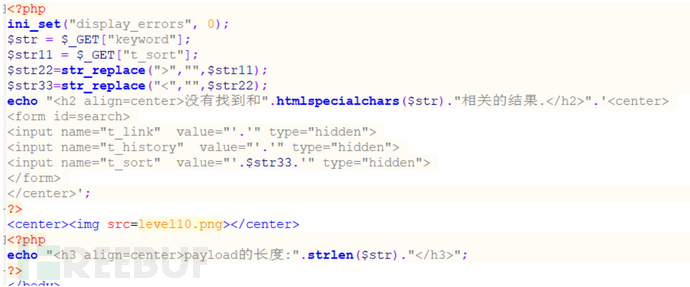 <?php
ini_set("display_errors", 0);
$str = $_GET["keyword"];
$str11 = $_GET["t_sort"];
$str22=str_replace(">","",$str11);
$str33=str_replace("<","",$str22);
echo "<h2 align=center>没有找到和".htmlspecialchars($str)."相关的结果.</h2>".'<center>
<form id=search>
<input name="t_link"  value="'.'" type="hidden">
<input name="t_history"  value="'.'" type="hidden">
<input name="t_sort"  value="'.$str33.'" type="hidden">
</form>
</center>';
?>
<center><img src=level10.png></center>
<?php
echo "<h3 align=center>payload的长度:".strlen($str)."</h3>";
?>
</body>
REEBUF